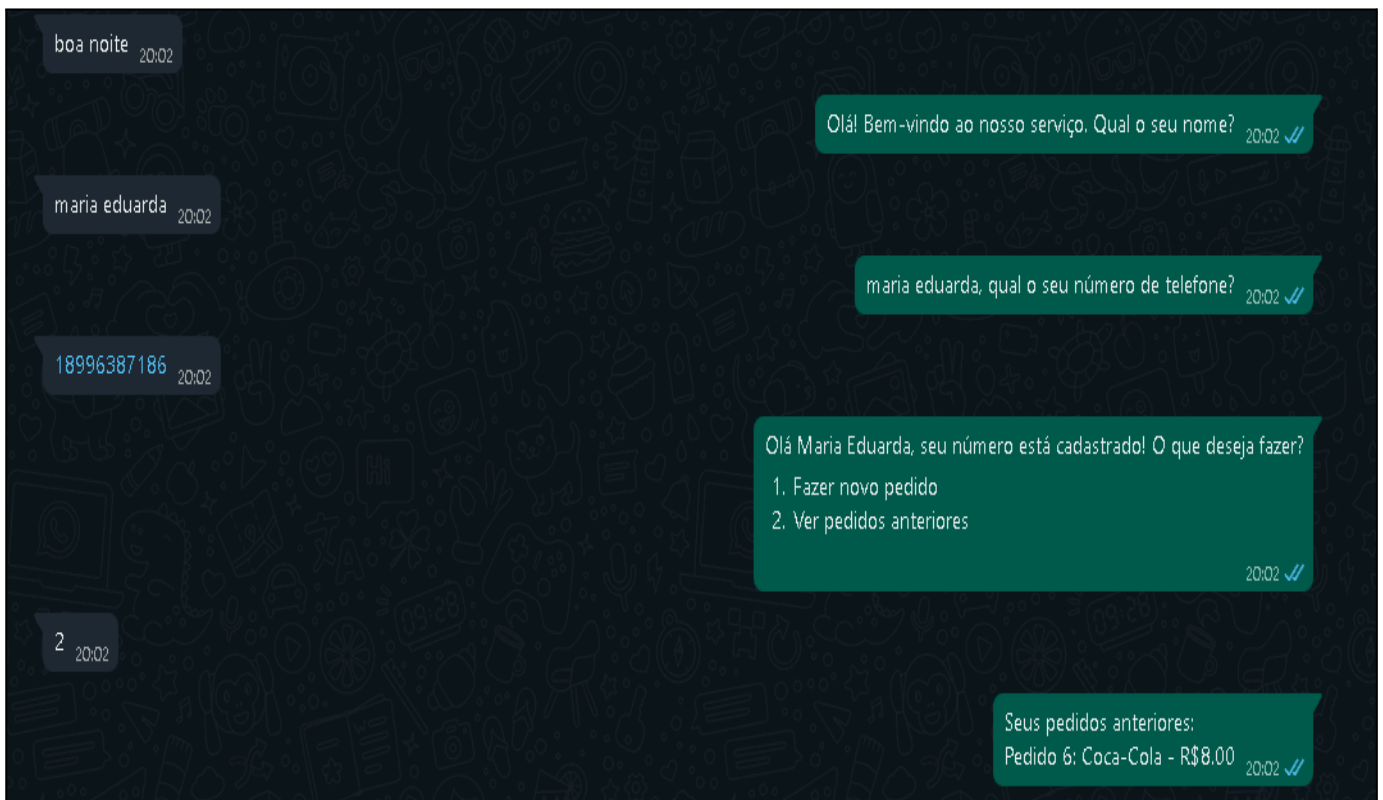 boa noite 20:02
Olá! Bem-vindo ao nosso serviço. Qual o seu nome? 20:02
maria eduarda 20:02
maria eduarda, qual o seu número de telefone? 20:02
18996387186 20:02
Olá Maria Eduarda, seu número está cadastrado! O que deseja fazer?
1. Fazer novo pedido
2. Ver pedidos anteriores
20:02
2 20:02
Seus pedidos anteriores:
Pedido 6: Coca-Cola - R$8.00 20:02